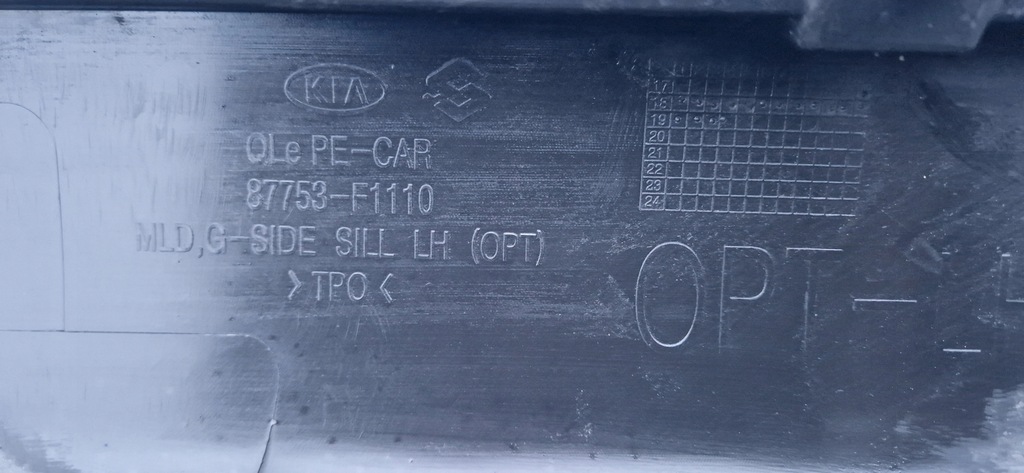 KIA
QLe PE-CAR
87753-F1110
MLD,G-SIDE SILL LH (OPT)
>TPO<
17
18
19
20
21
22
23
24
OPT-